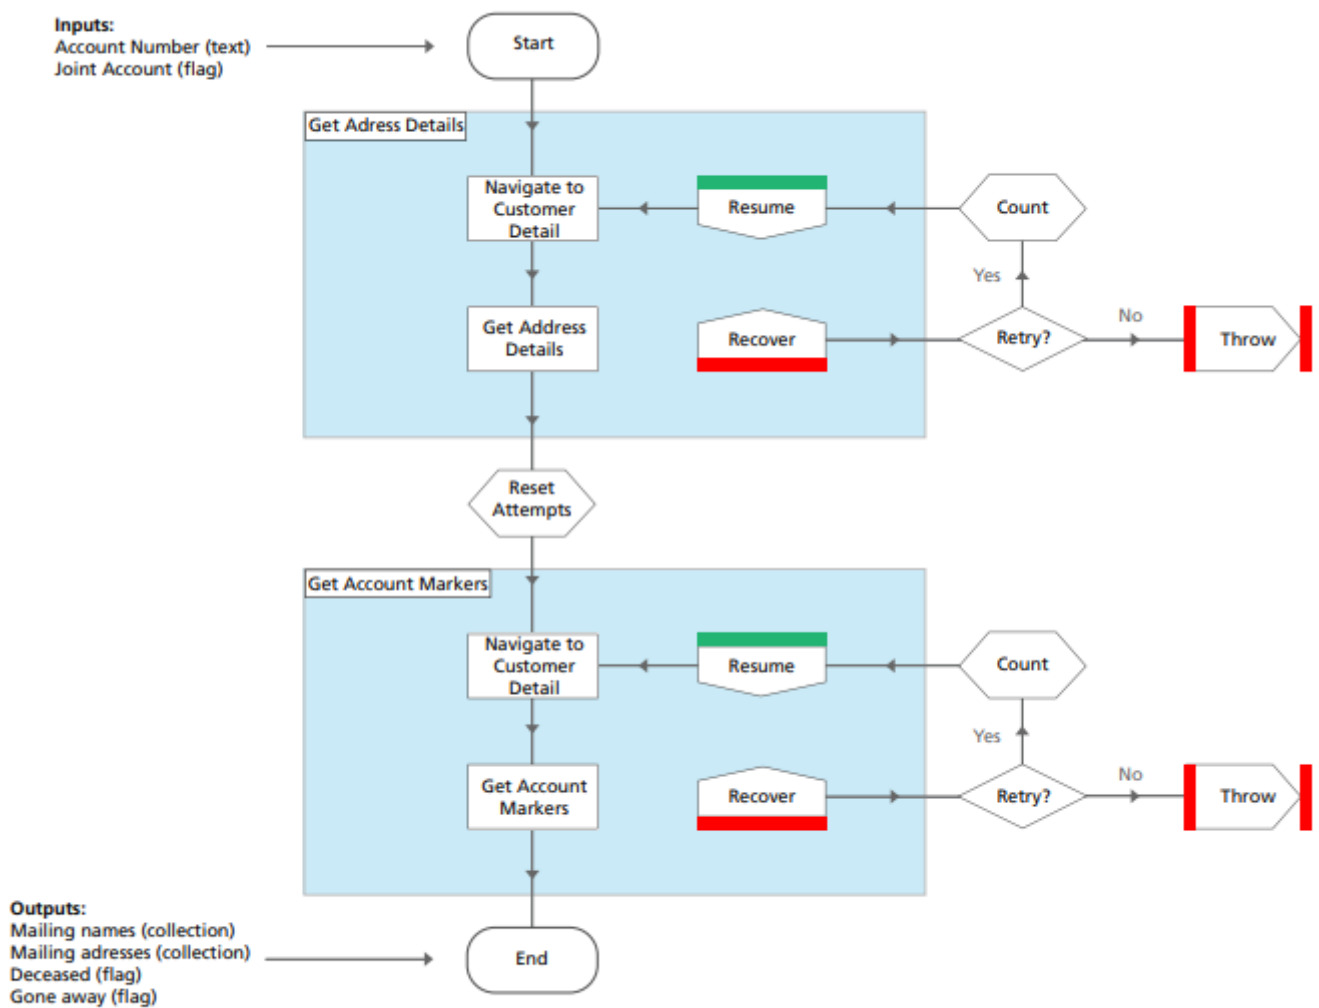 Inputs:
Account Number (text)
Joint Account (flag)
Start
Get Adress Details
Navigate to
Customer
Detail
Resume
Count
Yes
Get Address
Details
Recover
Retry?
No
Throw
Reset
Attempts
Get Account Markers
Navigate to
Customer
Detail
Resume
Count
Yes
Get Account
Markers
Recover
Retry?
No
Throw
Outputs:
Mailing names (collection)
Mailing adresses (collection)
Deceased (flag)
Gone away (flag)
End